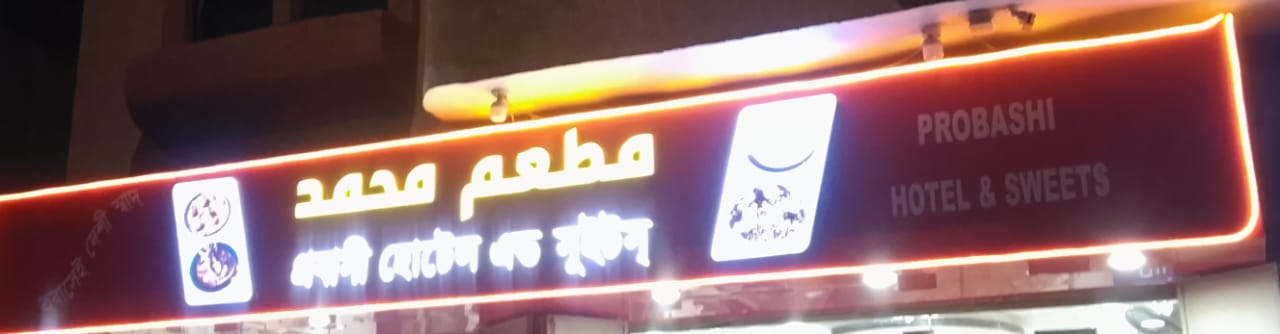 مطعم محمد
প্রবাসী হোটেল এন্ড সুইটস্
PROBASHI
HOTEL & SWEETS